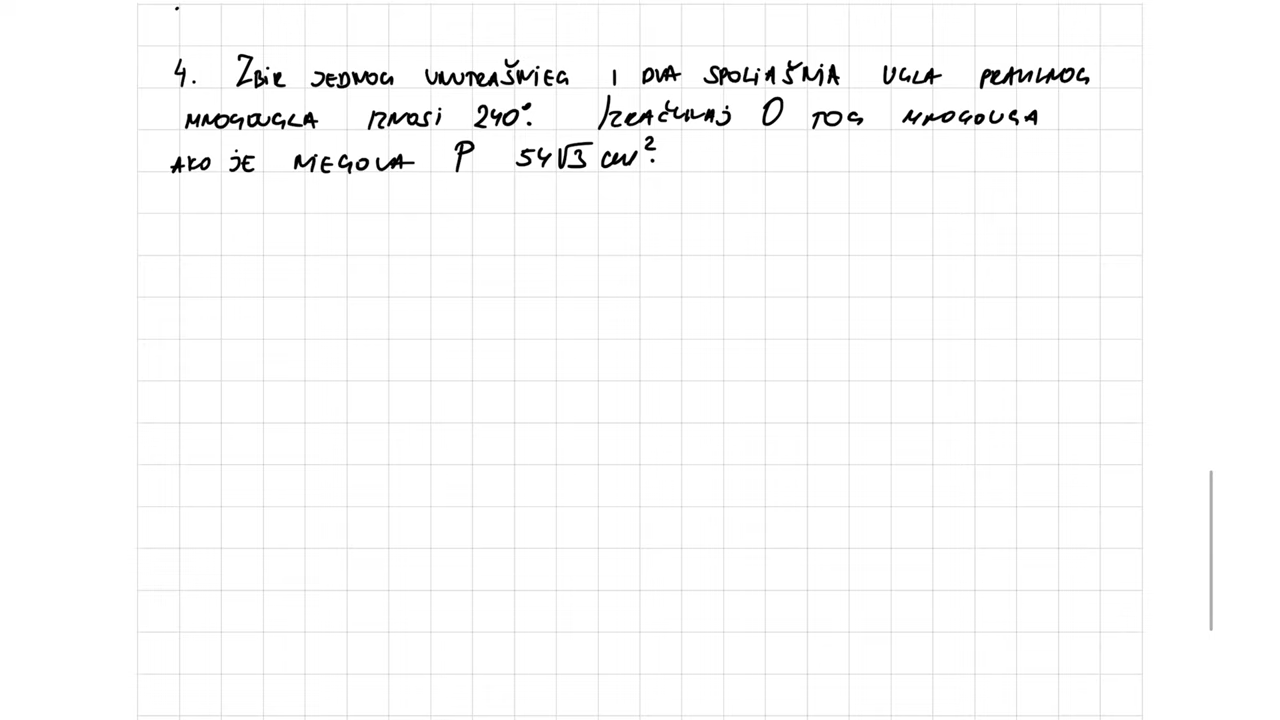 4. ZBIR JEDNOG UNUTRAŠNJEG I DVA SPOLJAŠNJA UGLA PRAVILNOG
MNOGOUGLA IZNOSI 240°. IZRAČUNAJ O TOG MNOGOUGA
AKO JE NJEGOVA P 54√3 cm².